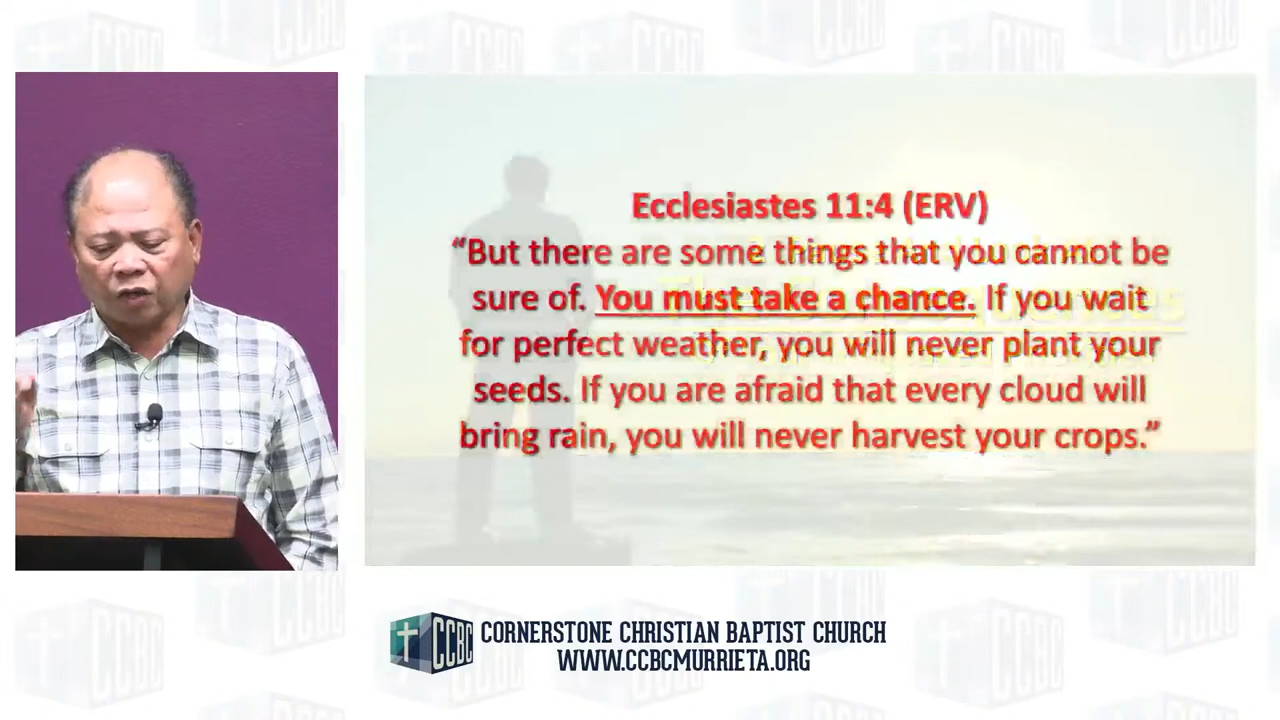 Ecclesiastes 11:4 (ERV)
“But there are some things that you cannot be
sure of. You must take a chance. If you wait
for perfect weather, you will never plant your
seeds. If you are afraid that every cloud will
bring rain, you will never harvest your crops.”
CCBC
CORNERSTONE CHRISTIAN BAPTIST CHURCH
WWW.CCBCMURRIETA.ORG